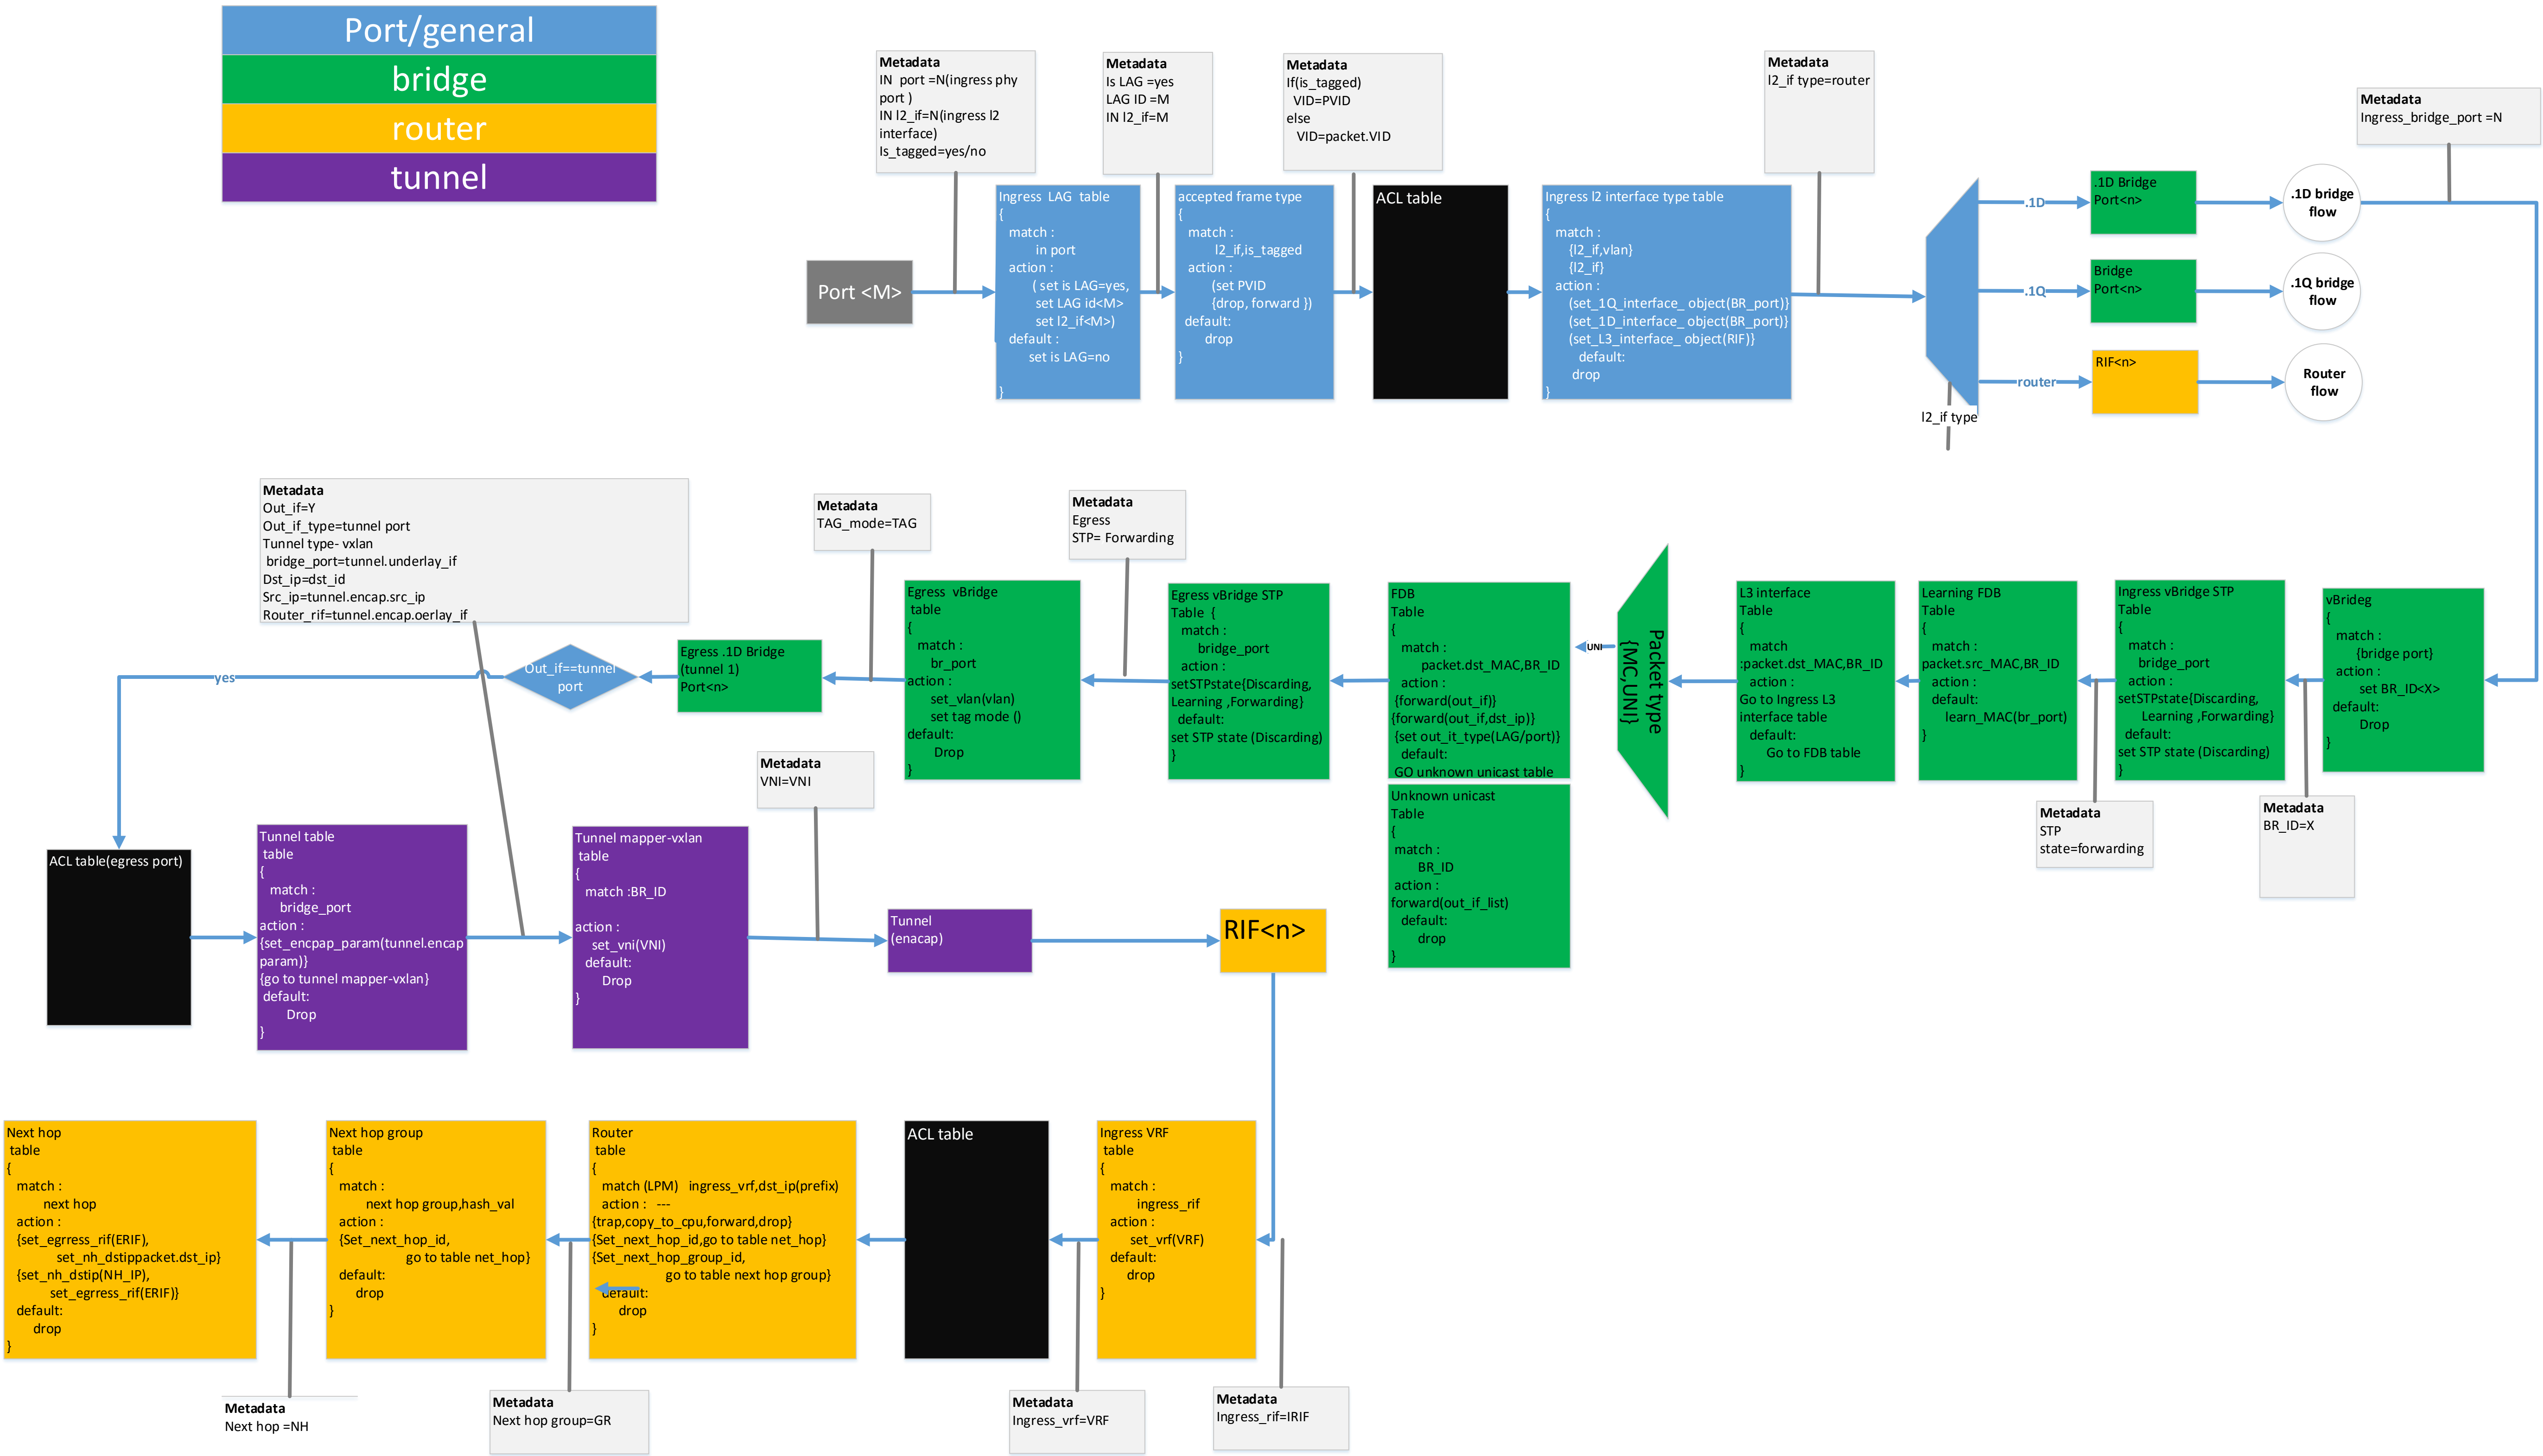 Port/general
bridge
router
tunnel
Metadata
IN port =N(ingress phy
port )
IN l2_if=N(ingress l2
interface)
Is_tagged=yes/no
Metadata
Is LAG =yes
LAG ID =M
IN l2_if=M
Metadata
If(is_tagged)
VID=PVID
else
VID=packet.VID
Metadata
l2_if type=router
Metadata
Ingress_bridge_port =N
Port <M>
Ingress LAG table
{
match :
in port
action :
( set is LAG=yes,
set LAG id<M>
set l2_if<M>)
default :
set is LAG=no
}
accepted frame type
{
match :
l2_if,is_tagged
action :
(set PVID
{drop, forward })
default:
drop
}
ACL table
Ingress l2 interface type table
{
match :
{l2_if,vlan}
{l2_if}
action :
(set_1Q_interface_ object(BR_port)}
(set_1D_interface_ object(BR_port)}
(set_L3_interface_ object(RIF)}
default:
drop
}
l2_if type
.1D
.1D Bridge
Port<n>
.1D bridge
flow
.1Q
Bridge
Port<n>
.1Q bridge
flow
router
RIF<n>
Router
flow
vBrideg
{
match :
{bridge port}
action :
set BR_ID<X>
default:
Drop
}
Metadata
BR_ID=X
Ingress vBridge STP
Table
{
match :
bridge_port
action :
setSTPstate{Discarding,
Learning ,Forwarding}
default:
set STP state (Discarding)
}
Metadata
STP
state=forwarding
Learning FDB
Table
{
match :
packet.src_MAC,BR_ID
action :
default:
learn_MAC(br_port)
}
L3 interface
Table
{
match
:packet.dst_MAC,BR_ID
action :
Go to Ingress L3
interface table
default:
Go to FDB table
}
Packet type
{MC,UNI}
UNI
FDB
Table
{
match :
packet.dst_MAC,BR_ID
action :
{forward(out_if)}
{forward(out_if,dst_ip)}
{set out_it_type(LAG/port)}
default:
GO unknown unicast table
Unknown unicast
Table
{
match :
BR_ID
action :
forward(out_if_list)
default:
drop
}
Egress vBridge STP
Table {
match :
bridge_port
action :
setSTPstate{Discarding,
Learning ,Forwarding}
default:
set STP state (Discarding)
}
Metadata
Egress
STP= Forwarding
Egress vBridge
table
{
match :
br_port
action :
set_vlan(vlan)
set tag mode ()
default:
Drop
}
Metadata
TAG_mode=TAG
Egress .1D Bridge
(tunnel 1)
Port<n>
Out_if==tunnel
port
yes
Metadata
Out_if=Y
Out_if_type=tunnel port
Tunnel type- vxlan
bridge_port=tunnel.underlay_if
Dst_ip=dst_id
Src_ip=tunnel.encap.src_ip
Router_rif=tunnel.encap.oerlay_if
ACL table(egress port)
Tunnel table
table
{
match :
bridge_port
action :
{set_encpap_param(tunnel.encap
param)}
{go to tunnel mapper-vxlan}
default:
Drop
}
Tunnel mapper-vxlan
table
{
match :BR_ID
action :
set_vni(VNI)
default:
Drop
}
Metadata
VNI=VNI
Tunnel
(enacap)
RIF<n>
Ingress VRF
table
{
match :
ingress_rif
action :
set_vrf(VRF)
default:
drop
}
Metadata
Ingress_rif=IRIF
Metadata
Ingress_vrf=VRF
ACL table
Router
table
{
match (LPM) ingress_vrf,dst_ip(prefix)
action : ---
{trap,copy_to_cpu,forward,drop}
{Set_next_hop_id,go to table net_hop}
{Set_next_hop_group_id,
go to table next hop group}
default:
drop
}
Metadata
Next hop group=GR
Next hop group
table
{
match :
next hop group,hash_val
action :
{Set_next_hop_id,
go to table net_hop}
default:
drop
}
Metadata
Next hop =NH
Next hop
table
{
match :
next hop
action :
{set_egrress_rif(ERIF),
set_nh_dstippacket.dst_ip}
{set_nh_dstip(NH_IP),
set_egrress_rif(ERIF)}
default:
drop
}